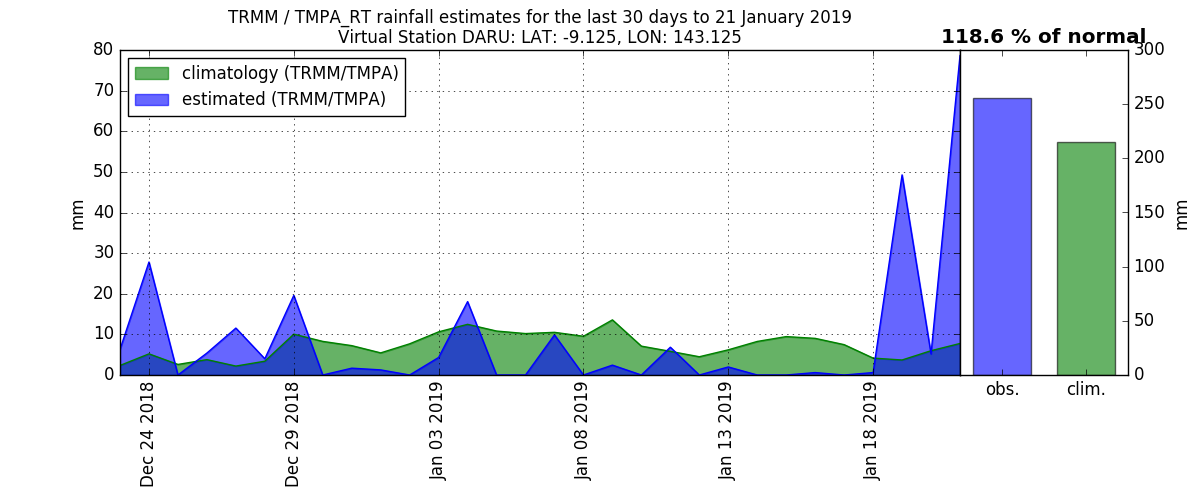 TRMM / TMPA_RT rainfall estimates for the last 30 days to 21 January 2019
Virtual Station DARU: LAT: -9.125, LON: 143.125
118.6 % of normal
climatology (TRMM/TMPA)
estimated (TRMM/TMPA)
80
70
60
50
40
30
20
10
0
mm
300
250
200
150
100
50
0
mm
Dec 24 2018
Dec 29 2018
Jan 03 2019
Jan 08 2019
Jan 13 2019
Jan 18 2019
obs.
clim.